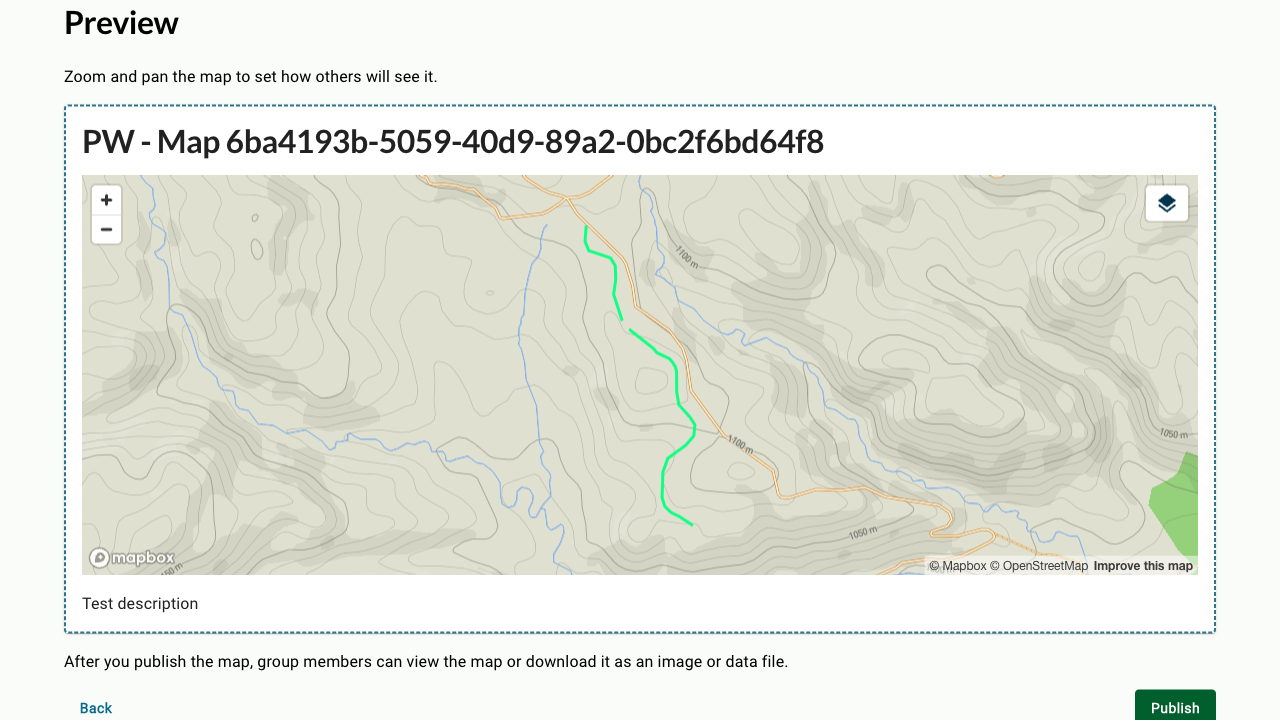 Preview
Zoom and pan the map to set how others will see it.
PW - Map 6ba4193b-5059-40d9-89a2-0bc2f6bd64f8
+
−
1100 m
1100 m
1050 m
1050 m
mapbox
50 m
© Mapbox © OpenStreetMap Improve this map
Test description
After you publish the map, group members can view the map or download it as an image or data file.
Back
Publish